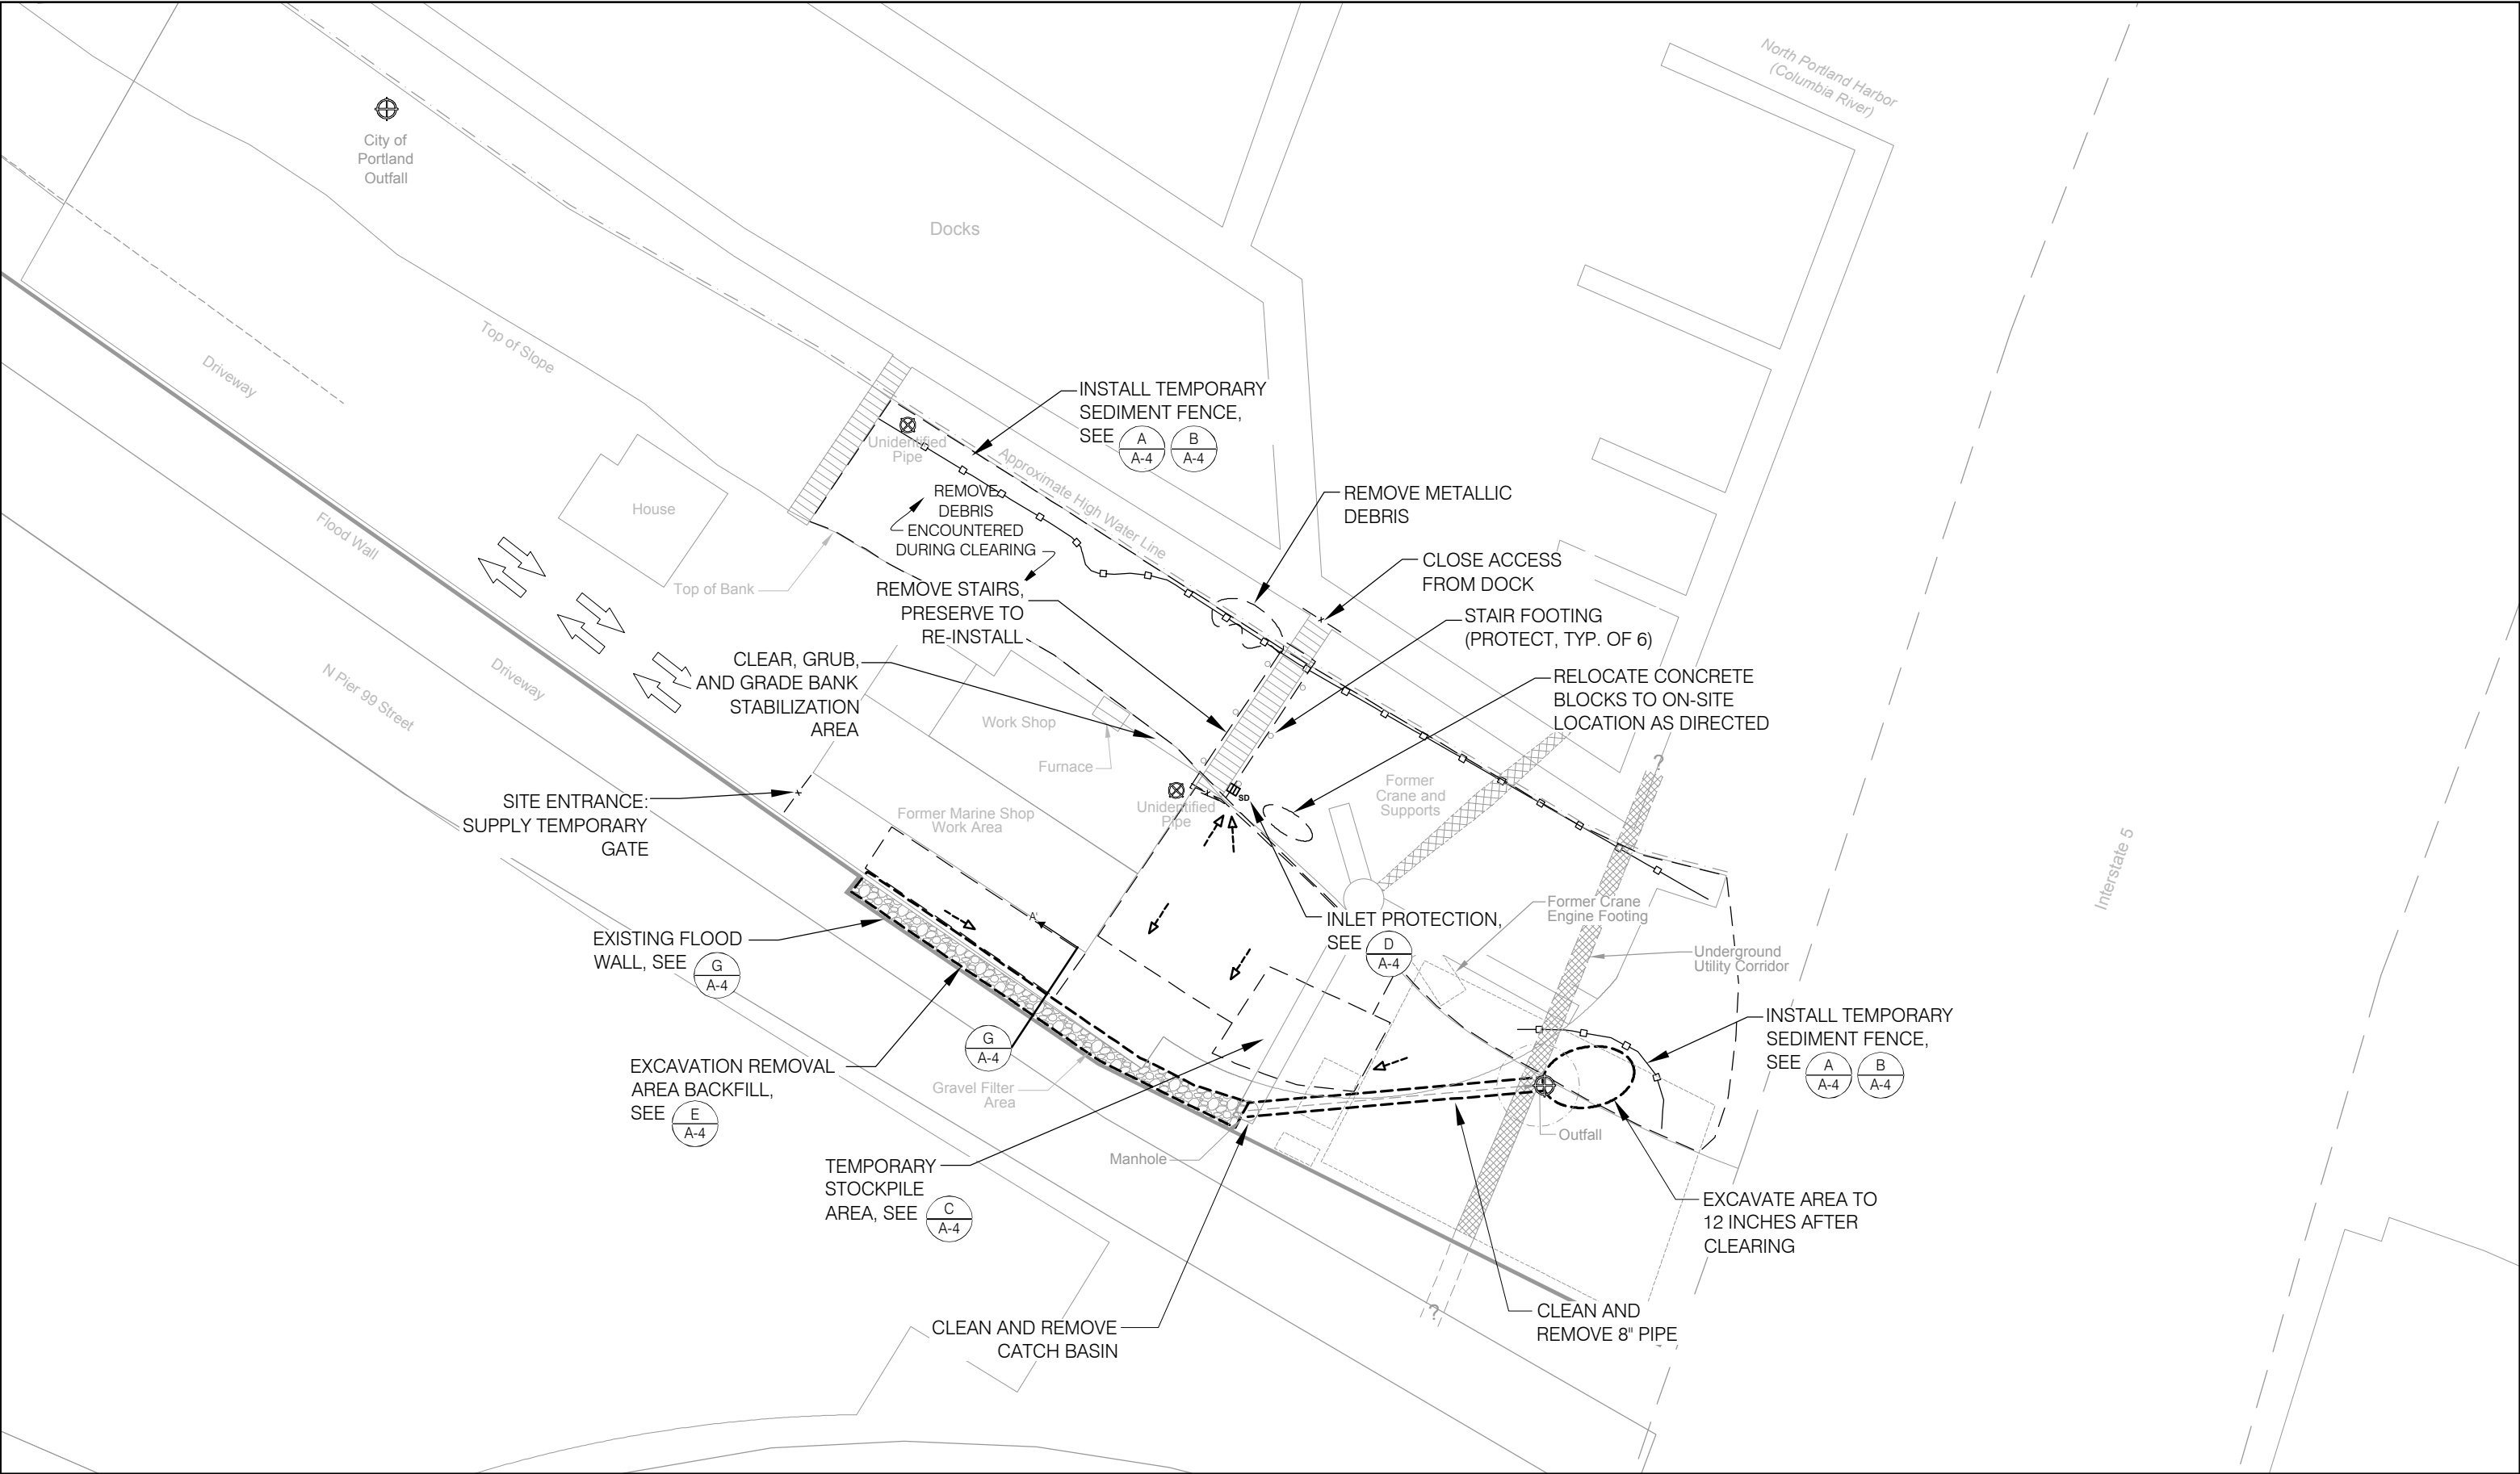 North Portland Harbor
(Columbia River)
City of
Portland
Outfall
Docks
Top of Slope
Driveway
INSTALL TEMPORARY
SEDIMENT FENCE,
SEE A A-4 B A-4
Unidentified
Pipe
Approximate High Water Line
REMOVE
DEBRIS
ENCOUNTERED
DURING CLEARING
REMOVE METALLIC
DEBRIS
House
Flood Wall
CLOSE ACCESS
FROM DOCK
Top of Bank
REMOVE STAIRS,
PRESERVE TO
RE-INSTALL
STAIR FOOTING
(PROTECT, TYP. OF 6)
CLEAR, GRUB,
AND GRADE BANK
STABILIZATION
AREA
RELOCATE CONCRETE
BLOCKS TO ON-SITE
LOCATION AS DIRECTED
N Pier 99 Street
Driveway
Work Shop
Furnace
?
Former
Crane and
Supports
SITE ENTRANCE:
SUPPLY TEMPORARY
GATE
Former Marine Shop
Work Area
Unidentified
Pipe
SD
Interstate 5
A'
INLET PROTECTION,
SEE D A-4
Former Crane
Engine Footing
EXISTING FLOOD
WALL, SEE G A-4
Underground
Utility Corridor
INSTALL TEMPORARY
SEDIMENT FENCE,
SEE A A-4 B A-4
G A-4
EXCAVATION REMOVAL
AREA BACKFILL,
SEE E A-4
Gravel Filter
Area
Outfall
Manhole
TEMPORARY
STOCKPILE
AREA, SEE C A-4
EXCAVATE AREA TO
12 INCHES AFTER
CLEARING
?
CLEAN AND
REMOVE 8" PIPE
CLEAN AND REMOVE
CATCH BASIN